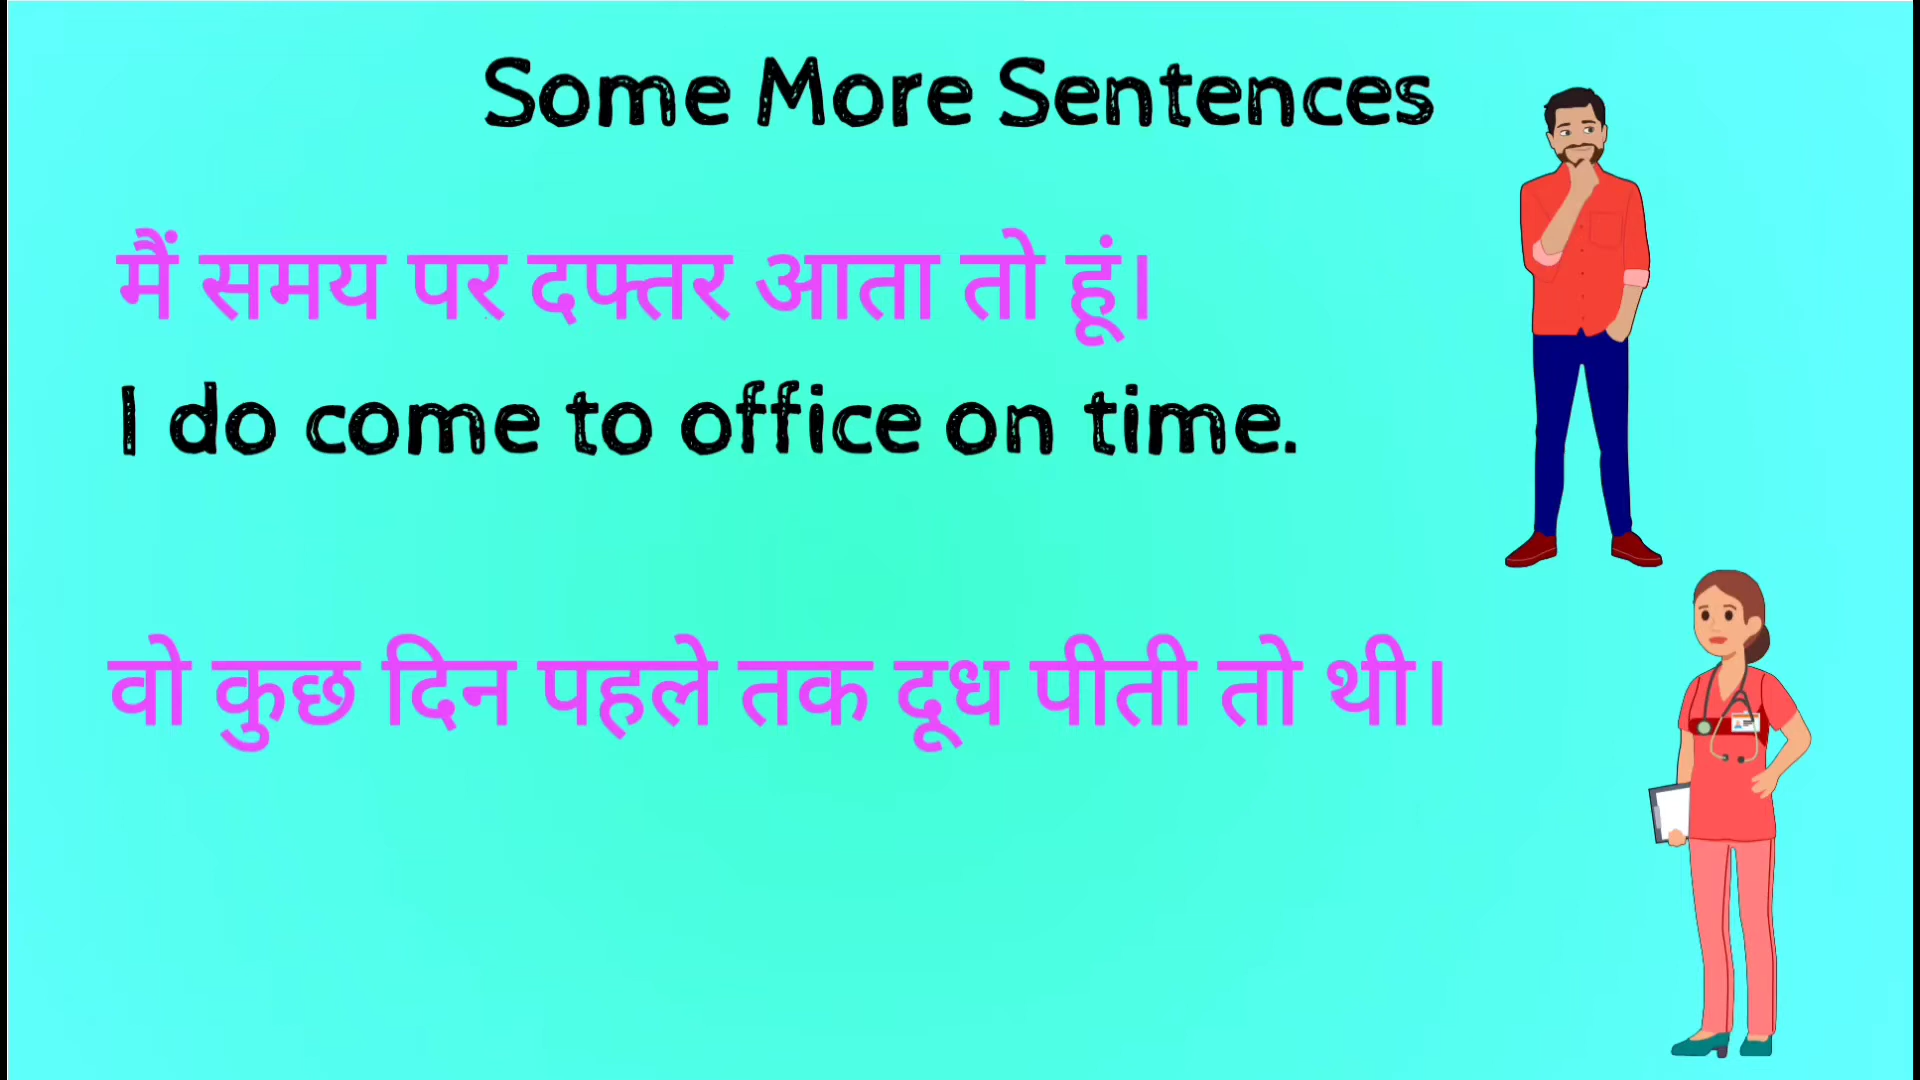 Some More Sentences
मैं समय पर दफ्तर आता तो हूं।
I do come to office on time.
वो कुछ दिन पहले तक दूध पीती तो थी।